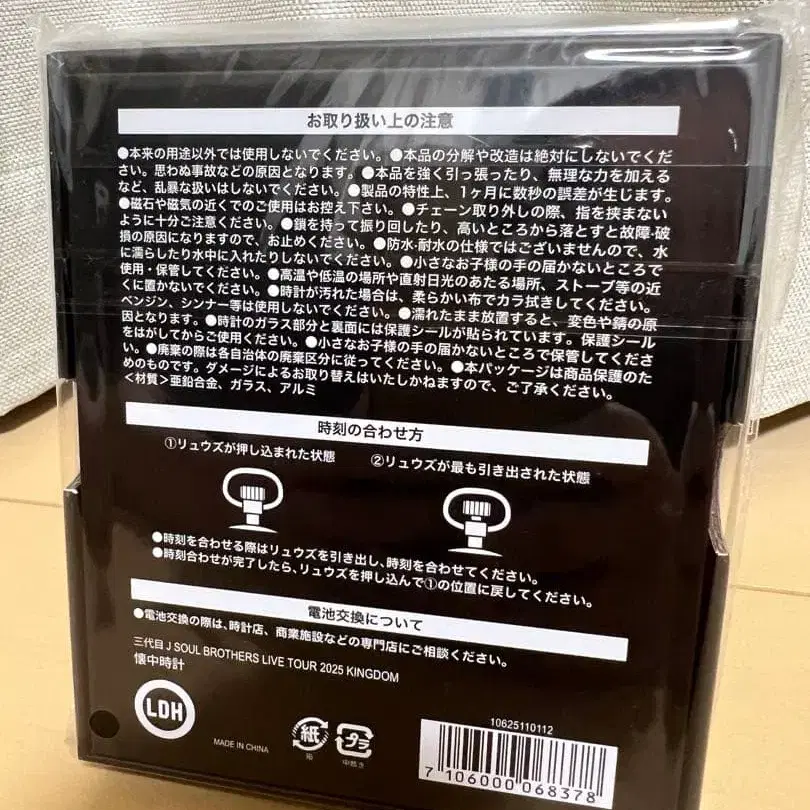 お取り扱い上の注意
●本来の用途以外では使用しないでください。●本品の分解や改造は絶対にしないでくだ
さい。思わぬ事故などの原因となります。●本品を強く引っ張ったり、無理な力を加える
など、乱暴な扱いはしないでください。●製品の特性上、1ヶ月に数秒の誤差が生じます。
●磁石や磁気の近くでのご使用はお控え下さい。●チェーン取り外しの際、指を挟まない
ように十分ご注意ください。●鎖を持って振り回したり、高いところから落とすと故障・破
損の原因になりますので、お止めください。●防水・耐水の仕様ではございませんので、水
に濡らしたり水中に入れたりしないでください。●小さなお子様の手の届かないところで
使用・保管してください。●高温や低温の場所や直射日光のあたる場所、ストーブ等の近
くに置かないでください。●時計が汚れた場合は、柔らかい布でカラ拭きしてください。
ベンジン、シンナー等は使用しないでください。●濡れたまま放置すると、変色や錆の原
因となります。●時計のガラス部分と裏面には保護シールが貼られています。保護シール
をはがしてからご使用ください。●小さなお子様の手の届かないところで保管してくださ
い。●廃棄の際は各自治体の廃棄区分に従ってください。●本パッケージは商品保護のた
めのものです。ダメージによるお取り替えはいたしかねますので、ご了承ください。
＜材質＞亜鉛合金、ガラス、アルミ
時刻の合わせ方
①リュウズが押し込まれた状態
②リュウズが最も引き出された状態
●時刻を合わせる際はリュウズを引き出し、時刻を合わせてください。
●時刻合わせが完了したら、リュウズを押し込んで①の位置に戻してください。
電池交換について
●電池交換の際は、時計店、商業施設などの専門店にご相談ください。
三代目 J SOUL BROTHERS LIVE TOUR 2025 KINGDOM
懐中時計
LDH
MADE IN CHINA
紙
箱
プラ
中敷き
10625110112
7 106000 068378